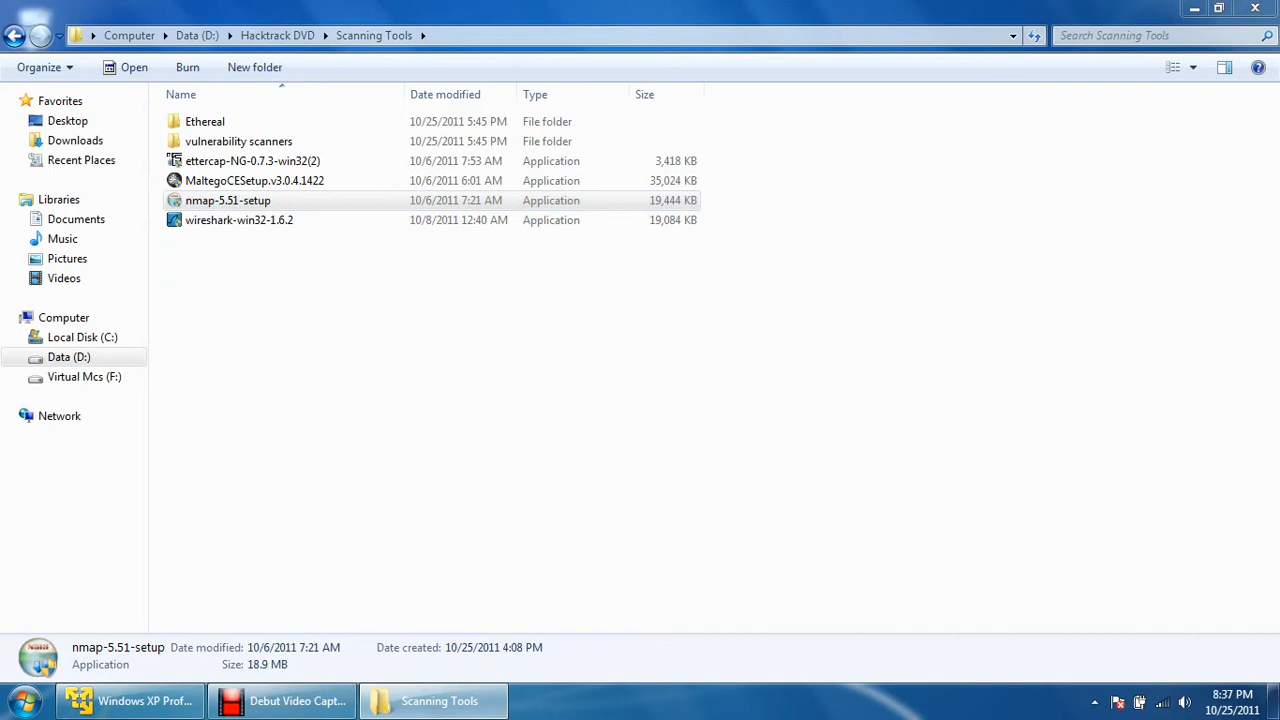 Computer Data (D:) Hacktrack DVD Scanning Tools Search Scanning Tools
Organize Open Burn New folder
Name Date modified Type Size
Favorites
Desktop
Downloads
Recent Places
Libraries
Documents
Music
Pictures
Videos
Computer
Local Disk (C:)
Data (D:)
Virtual Mcs (F:)
Network
Ethereal 10/25/2011 5:45 PM File folder
vulnerability scanners 10/25/2011 5:45 PM File folder
ettercap-NG-0.7.3-win32(2) 10/6/2011 7:53 AM Application 3,418 KB
MaltegoCESetup.v3.0.4.1422 10/6/2011 6:01 AM Application 35,024 KB
nmap-5.51-setup 10/6/2011 7:21 AM Application 19,444 KB
wireshark-win32-1.6.2 10/8/2011 12:40 AM Application 19,084 KB
nmap-5.51-setup Date modified: 10/6/2011 7:21 AM Date created: 10/25/2011 4:08 PM
Application Size: 18.9 MB
Windows XP Prof... Debut Video Capt... Scanning Tools
8:37 PM
10/25/2011